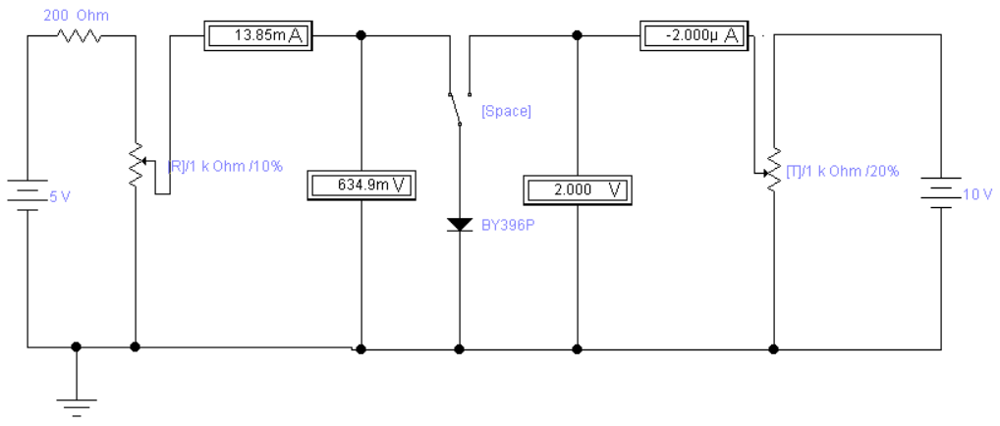 200 Ohm
13.85m A
-2.000µ A
[Space]
[R]/1 k Ohm /10%
[T]/1 k Ohm /20%
634.9m V
2.000 V
5 V
10 V
BY396P